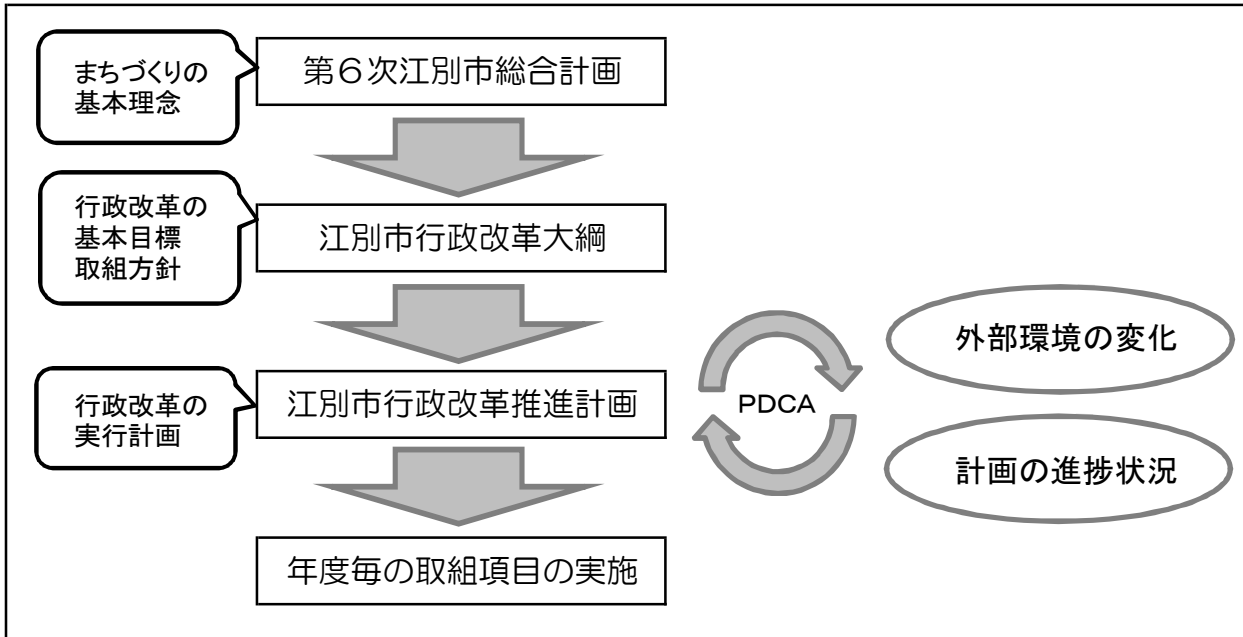 まちづくりの
基本理念
第6次江別市総合計画
行政改革の
基本目標
取組方針
江別市行政改革大綱
行政改革の
実行計画
江別市行政改革推進計画
年度毎の取組項目の実施
PDCA
外部環境の変化
計画の進捗状況